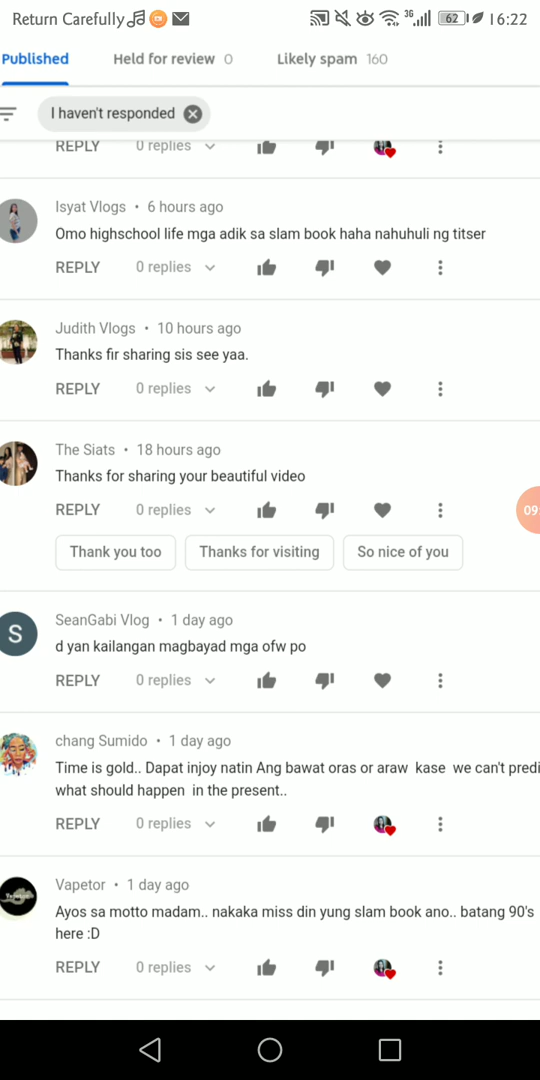 Return Carefully 36 62 16:22
Published Held for review 0 Likely spam 160
I haven't responded
REPLY 0 replies
Isyat Vlogs • 6 hours ago
Omo highschool life mga adik sa slam book haha nahuhuli ng titser
REPLY 0 replies
Judith Vlogs • 10 hours ago
Thanks fir sharing sis see yaa.
REPLY 0 replies
The Siats • 18 hours ago
Thanks for sharing your beautiful video
REPLY 0 replies
09
Thank you too Thanks for visiting So nice of you
SeanGabi Vlog • 1 day ago
S
d yan kailangan magbayad mga ofw po
REPLY 0 replies
chang Sumido • 1 day ago
Time is gold.. Dapat injoy natin Ang bawat oras or araw kase we can't predi
what should happen in the present..
REPLY 0 replies
Vapetor • 1 day ago
Ayos sa motto madam.. nakaka miss din yung slam book ano.. batang 90's
here :D
REPLY 0 replies